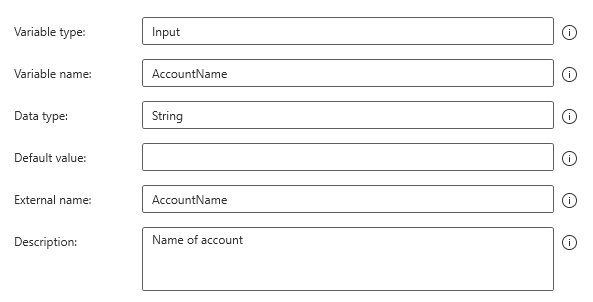 Variable type: Input
Variable name: AccountName
Data type: String
Default value:
External name: AccountName
Description: Name of account